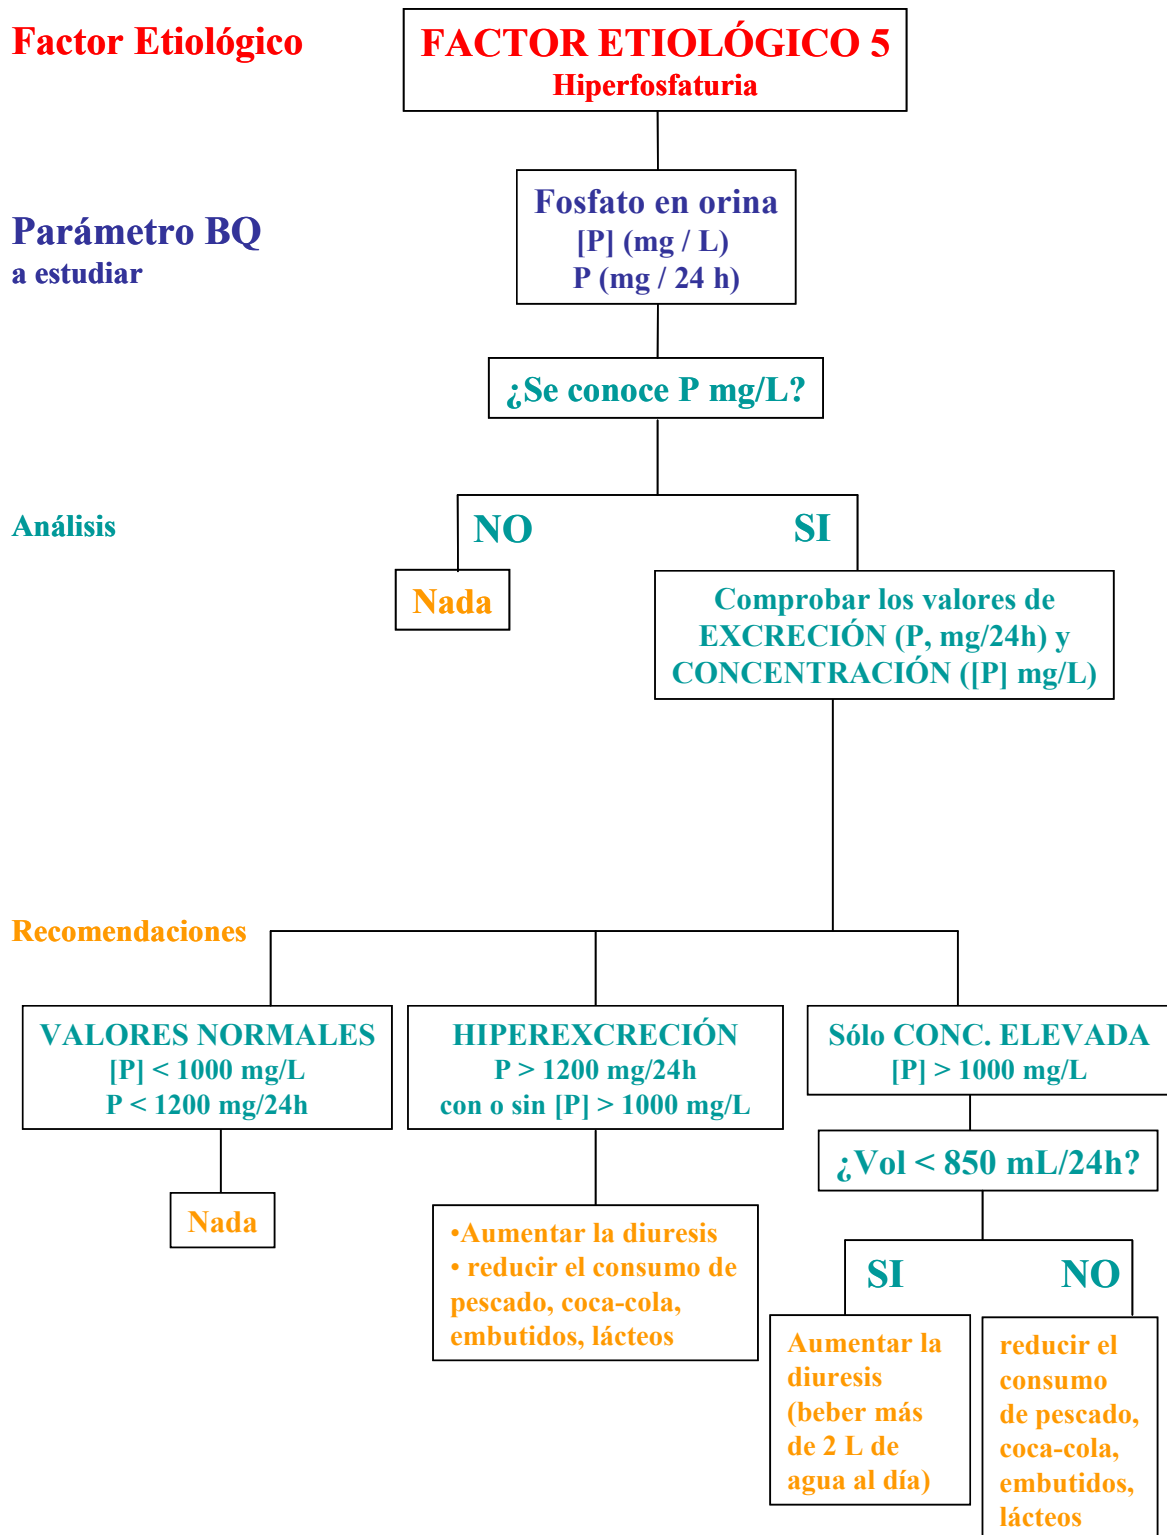 Factor Etiológico
FACTOR ETIOLÓGICO 5
Hiperfosfaturia
Parámetro BQ
a estudiar
Fosfato en orina
[P] (mg / L)
P (mg / 24 h)
¿Se conoce P mg/L?
Análisis
NO
SI
Nada
Comprobar los valores de
EXCRECIÓN (P, mg/24h) y
CONCENTRACIÓN ([P] mg/L)
Recomendaciones
VALORES NORMALES
[P] < 1000 mg/L
P < 1200 mg/24h
Nada
HIPEREXCRECIÓN
P > 1200 mg/24h
con o sin [P] > 1000 mg/L
•Aumentar la diuresis
• reducir el consumo de
pescado, coca-cola,
embutidos, lácteos
Sólo CONC. ELEVADA
[P] > 1000 mg/L
¿Vol < 850 mL/24h?
SI
NO
Aumentar la
diuresis
(beber más
de 2 L de
agua al día)
reducir el
consumo
de pescado,
coca-cola,
embutidos,
lácteos